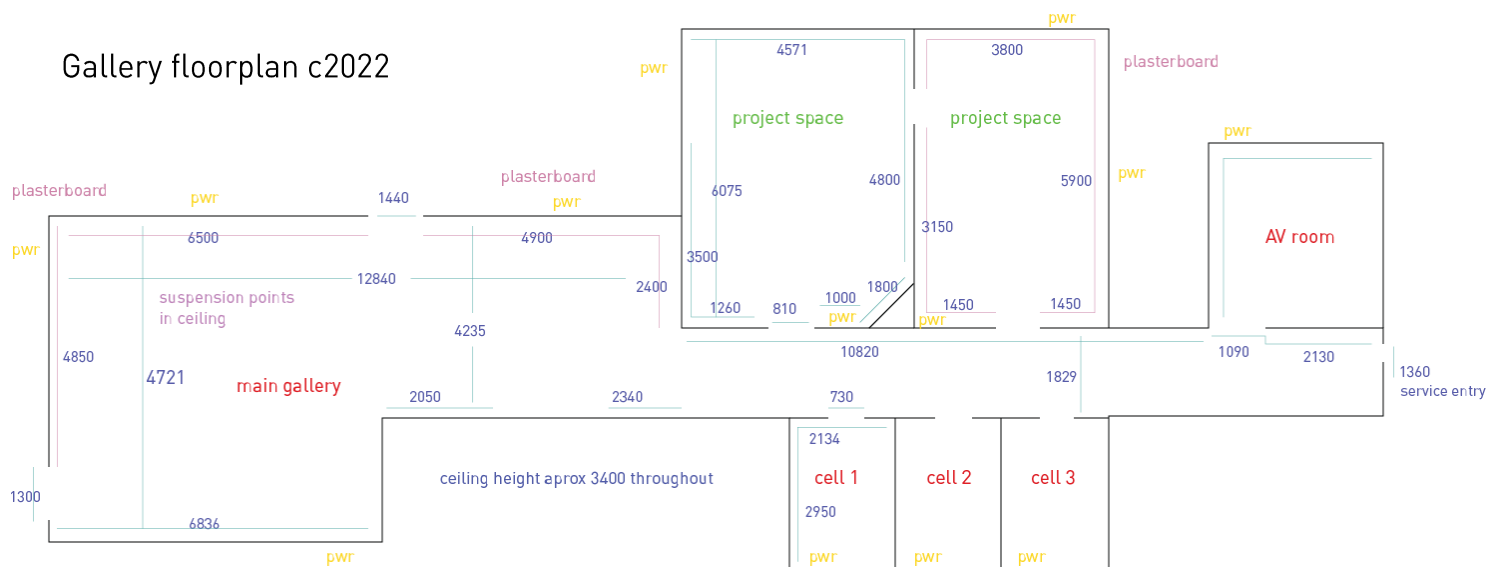 Gallery floorplan c2022
pwr
pwr
4571
3800
plasterboard
pwr
project space
project space
pwr
pwr
plasterboard
plasterboard
pwr
1440
pwr
6075
4800
5900
3150
AV room
pwr
6500
4900
3500
12840
2400
1800
suspension points
in ceiling
1260
810
1000
1450
1450
pwr
pwr
4235
10820
1090
2130
4850
4721
main gallery
1829
1360
service entry
2050
2340
730
2134
ceiling height aprox 3400 throughout
cell 1
cell 2
cell 3
1300
2950
6836
pwr
pwr
pwr
pwr